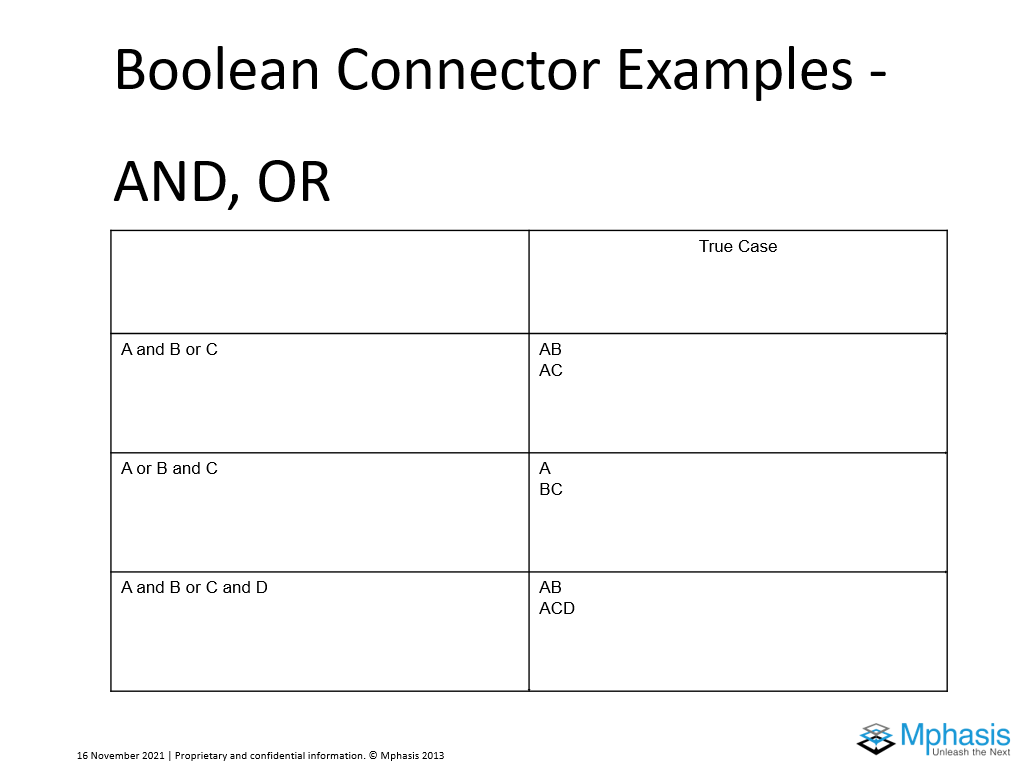 Boolean Connector Examples -
AND, OR
True Case
A and B or C
AB
AC
A or B and C
A
BC
A and B or C and D
AB
ACD
16 November 2021 | Proprietary and confidential information. © Mphasis 2013
Mphasis
Unleash the Next